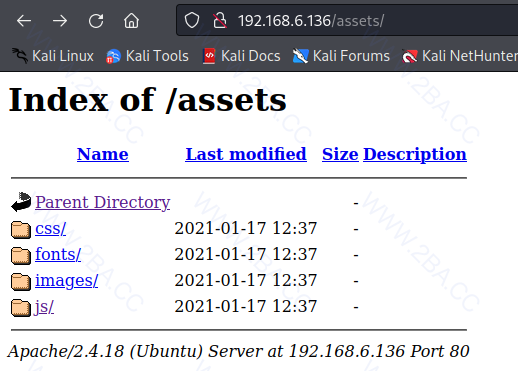 192.168.6.136/assets/
Kali Linux Kali Tools Kali Docs Kali Forums Kali NetHunter
Index of /assets
Name Last modified Size Description
Parent Directory -
css/ 2021-01-17 12:37 -
fonts/ 2021-01-17 12:37 -
images/ 2021-01-17 12:37 -
js/ 2021-01-17 12:37 -
Apache/2.4.18 (Ubuntu) Server at 192.168.6.136 Port 80
WWW.2BA.CC